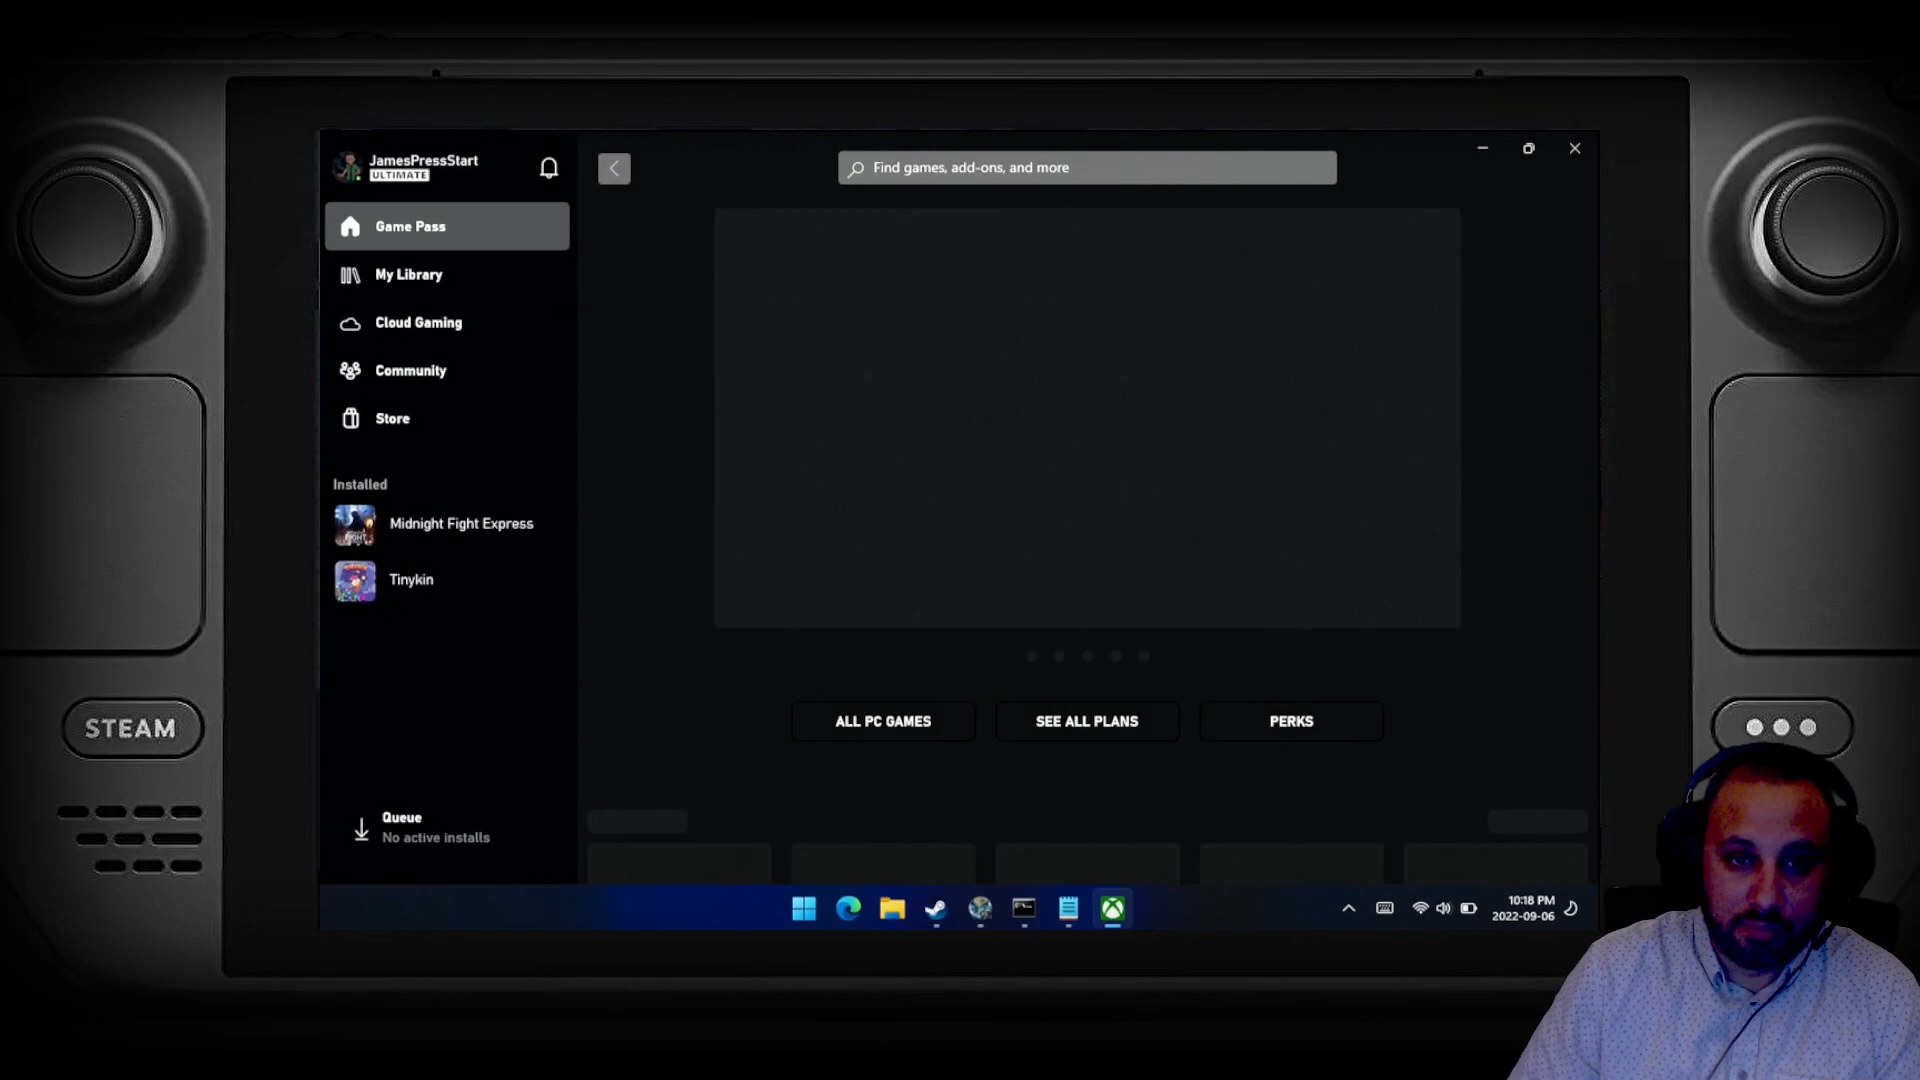 JamesPressStart
ULTIMATE
Find games, add-ons, and more
Game Pass
My Library
Cloud Gaming
Community
Store
Installed
Midnight Fight Express
Tinykin
ALL PC GAMES
SEE ALL PLANS
PERKS
STEAM
Queue
No active installs
10:18 PM
2022-09-06